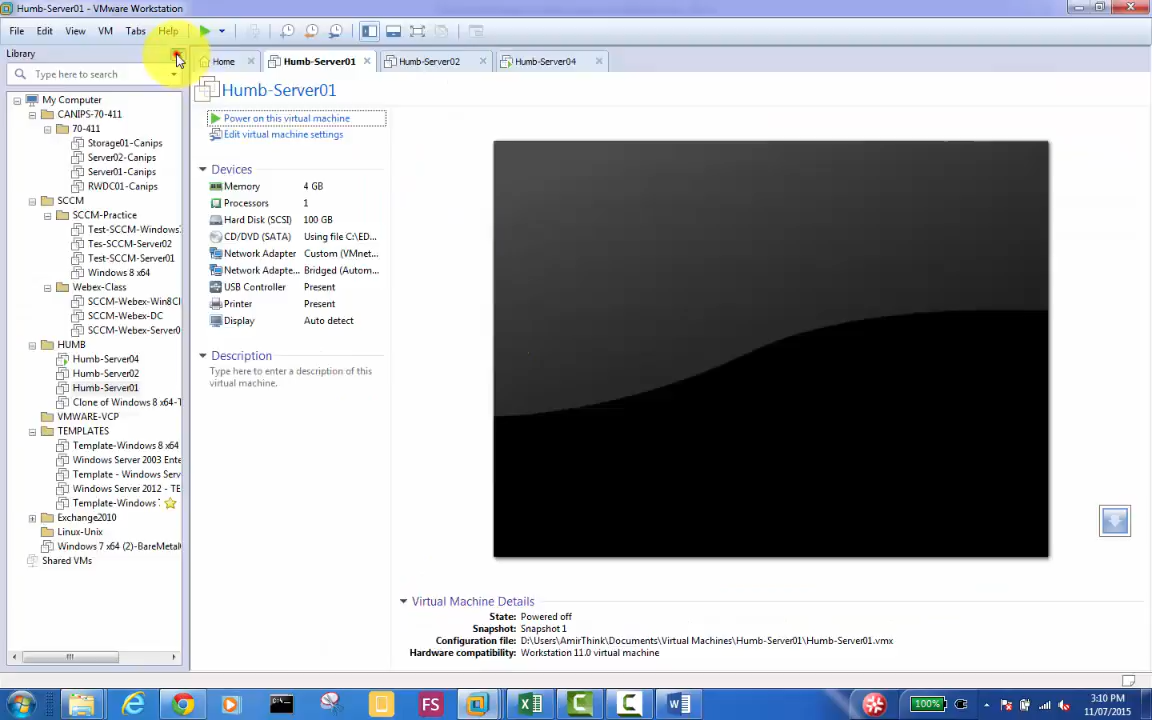 Humb-Server01 - VMware Workstation
File Edit View VM Tabs Help
Library
Type here to search
Home Humb-Server01 Humb-Server02 Humb-Server04
Humb-Server01
Power on this virtual machine
Edit virtual machine settings
Devices
Memory 4 GB
Processors 1
Hard Disk (SCSI) 100 GB
CD/DVD (SATA) Using file C:\ED...
Network Adapter Custom (VMnet...
Network Adapte... Bridged (Autom...
USB Controller Present
Printer Present
Display Auto detect
Description
Type here to enter a description of this
virtual machine.
My Computer
CANIPS-70-411
70-411
Storage01-Canips
Server02-Canips
Server01-Canips
RWDC01-Canips
SCCM
SCCM-Practice
Test-SCCM-Windows7
Tes-SCCM-Server02
Test-SCCM-Server01
Windows 8 x64
Webex-Class
SCCM-Webex-Win8Cl
SCCM-Webex-DC
SCCM-Webex-Server0
HUMB
Humb-Server04
Humb-Server02
Humb-Server01
Clone of Windows 8 x64-T
VMWARE-VCP
TEMPLATES
Template-Windows 8 x64
Windows Server 2003 Ente
Template - Windows Serv
Windows Server 2012 - TE
Template-Windows
Exchange2010
Linux-Unix
Windows 7 x64 (2)-BareMetal
Shared VMs
Virtual Machine Details
State: Powered off
Snapshot: Snapshot 1
Configuration file: D:\Users\AmirThink\Documents\Virtual Machines\Humb-Server01\Humb-Server01.vmx
Hardware compatibility: Workstation 11.0 virtual machine
FS
100%
3:10 PM
11/07/2015